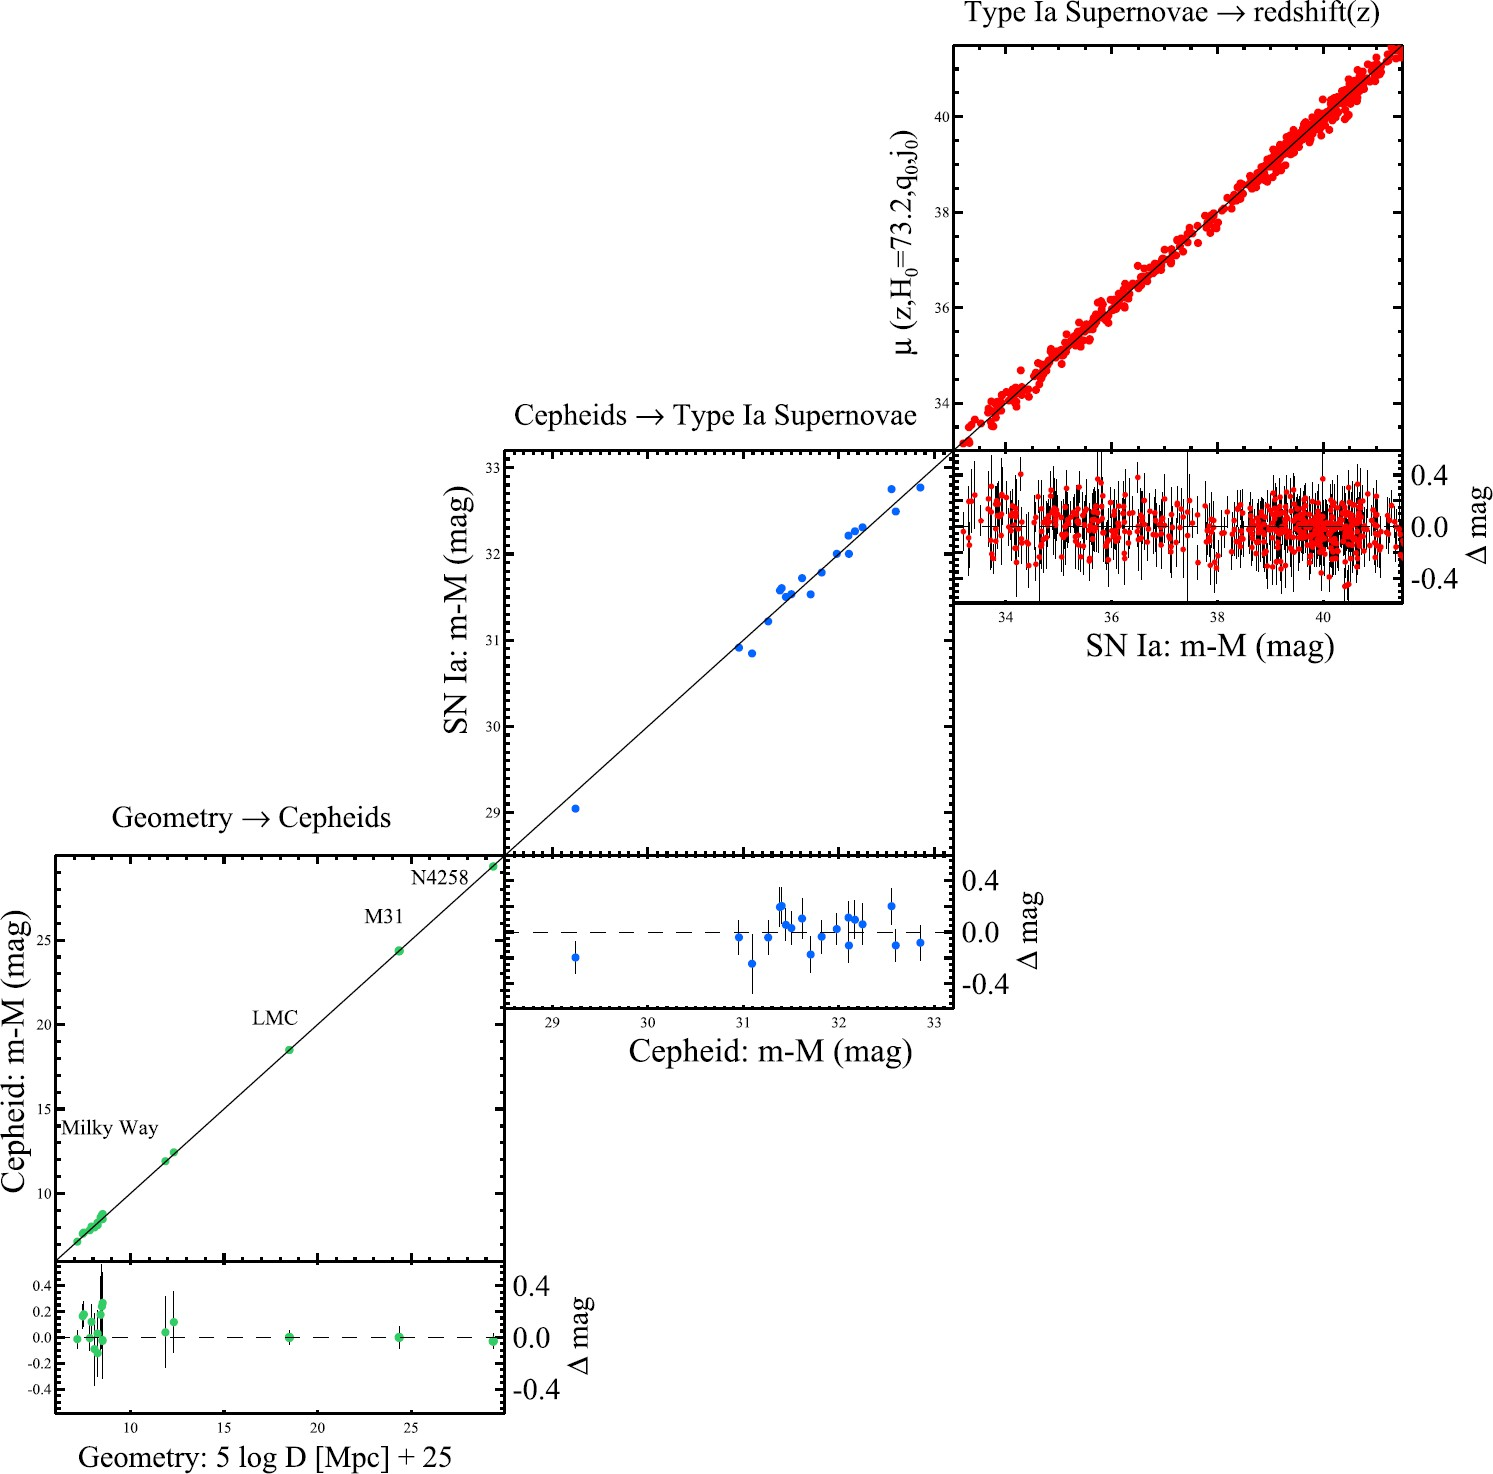 Type Ia Supernovae → redshift(z)
μ (z,H₀=73.2,q₀,j₀)
40
38
36
34
0.4
0.0
-0.4
Δ mag
34 36 38 40
SN Ia: m-M (mag)
Cepheids → Type Ia Supernovae
SN Ia: m-M (mag)
33
32
31
30
29
0.4
0.0
-0.4
Δ mag
29 30 31 32 33
Cepheid: m-M (mag)
Geometry → Cepheids
Cepheid: m-M (mag)
25
20
15
10
N4258
M31
LMC
Milky Way
0.4
0.2
0.0
-0.2
-0.4
0.4
0.0
-0.4
Δ mag
10 15 20 25
Geometry: 5 log D [Mpc] + 25